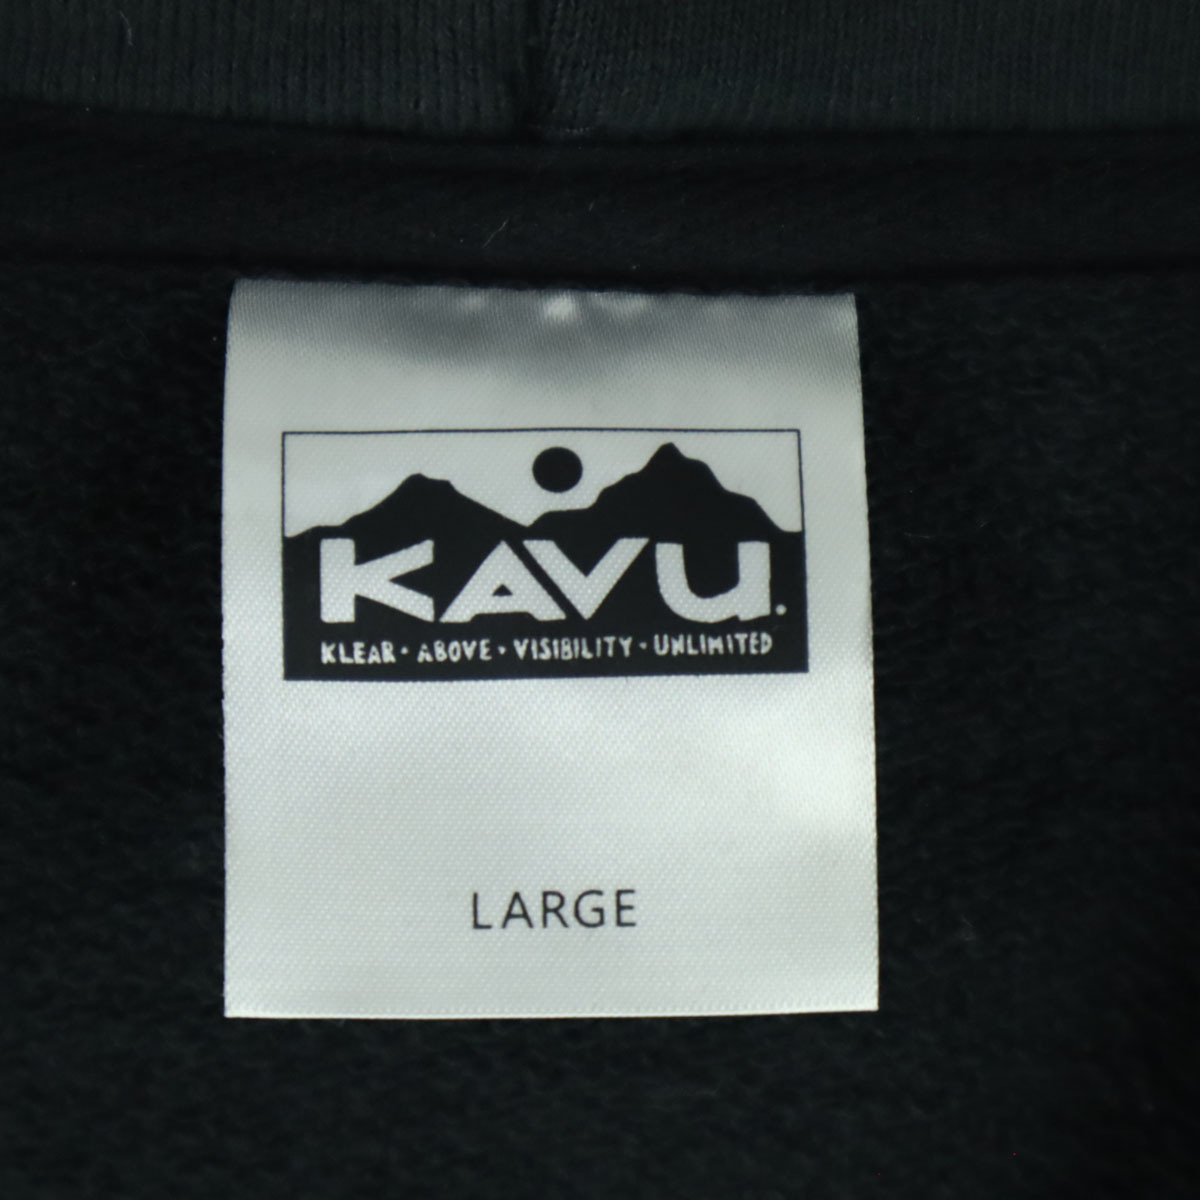 KAVU.
KLEAR · ABOVE · VISIBILITY · UNLIMITED
LARGE